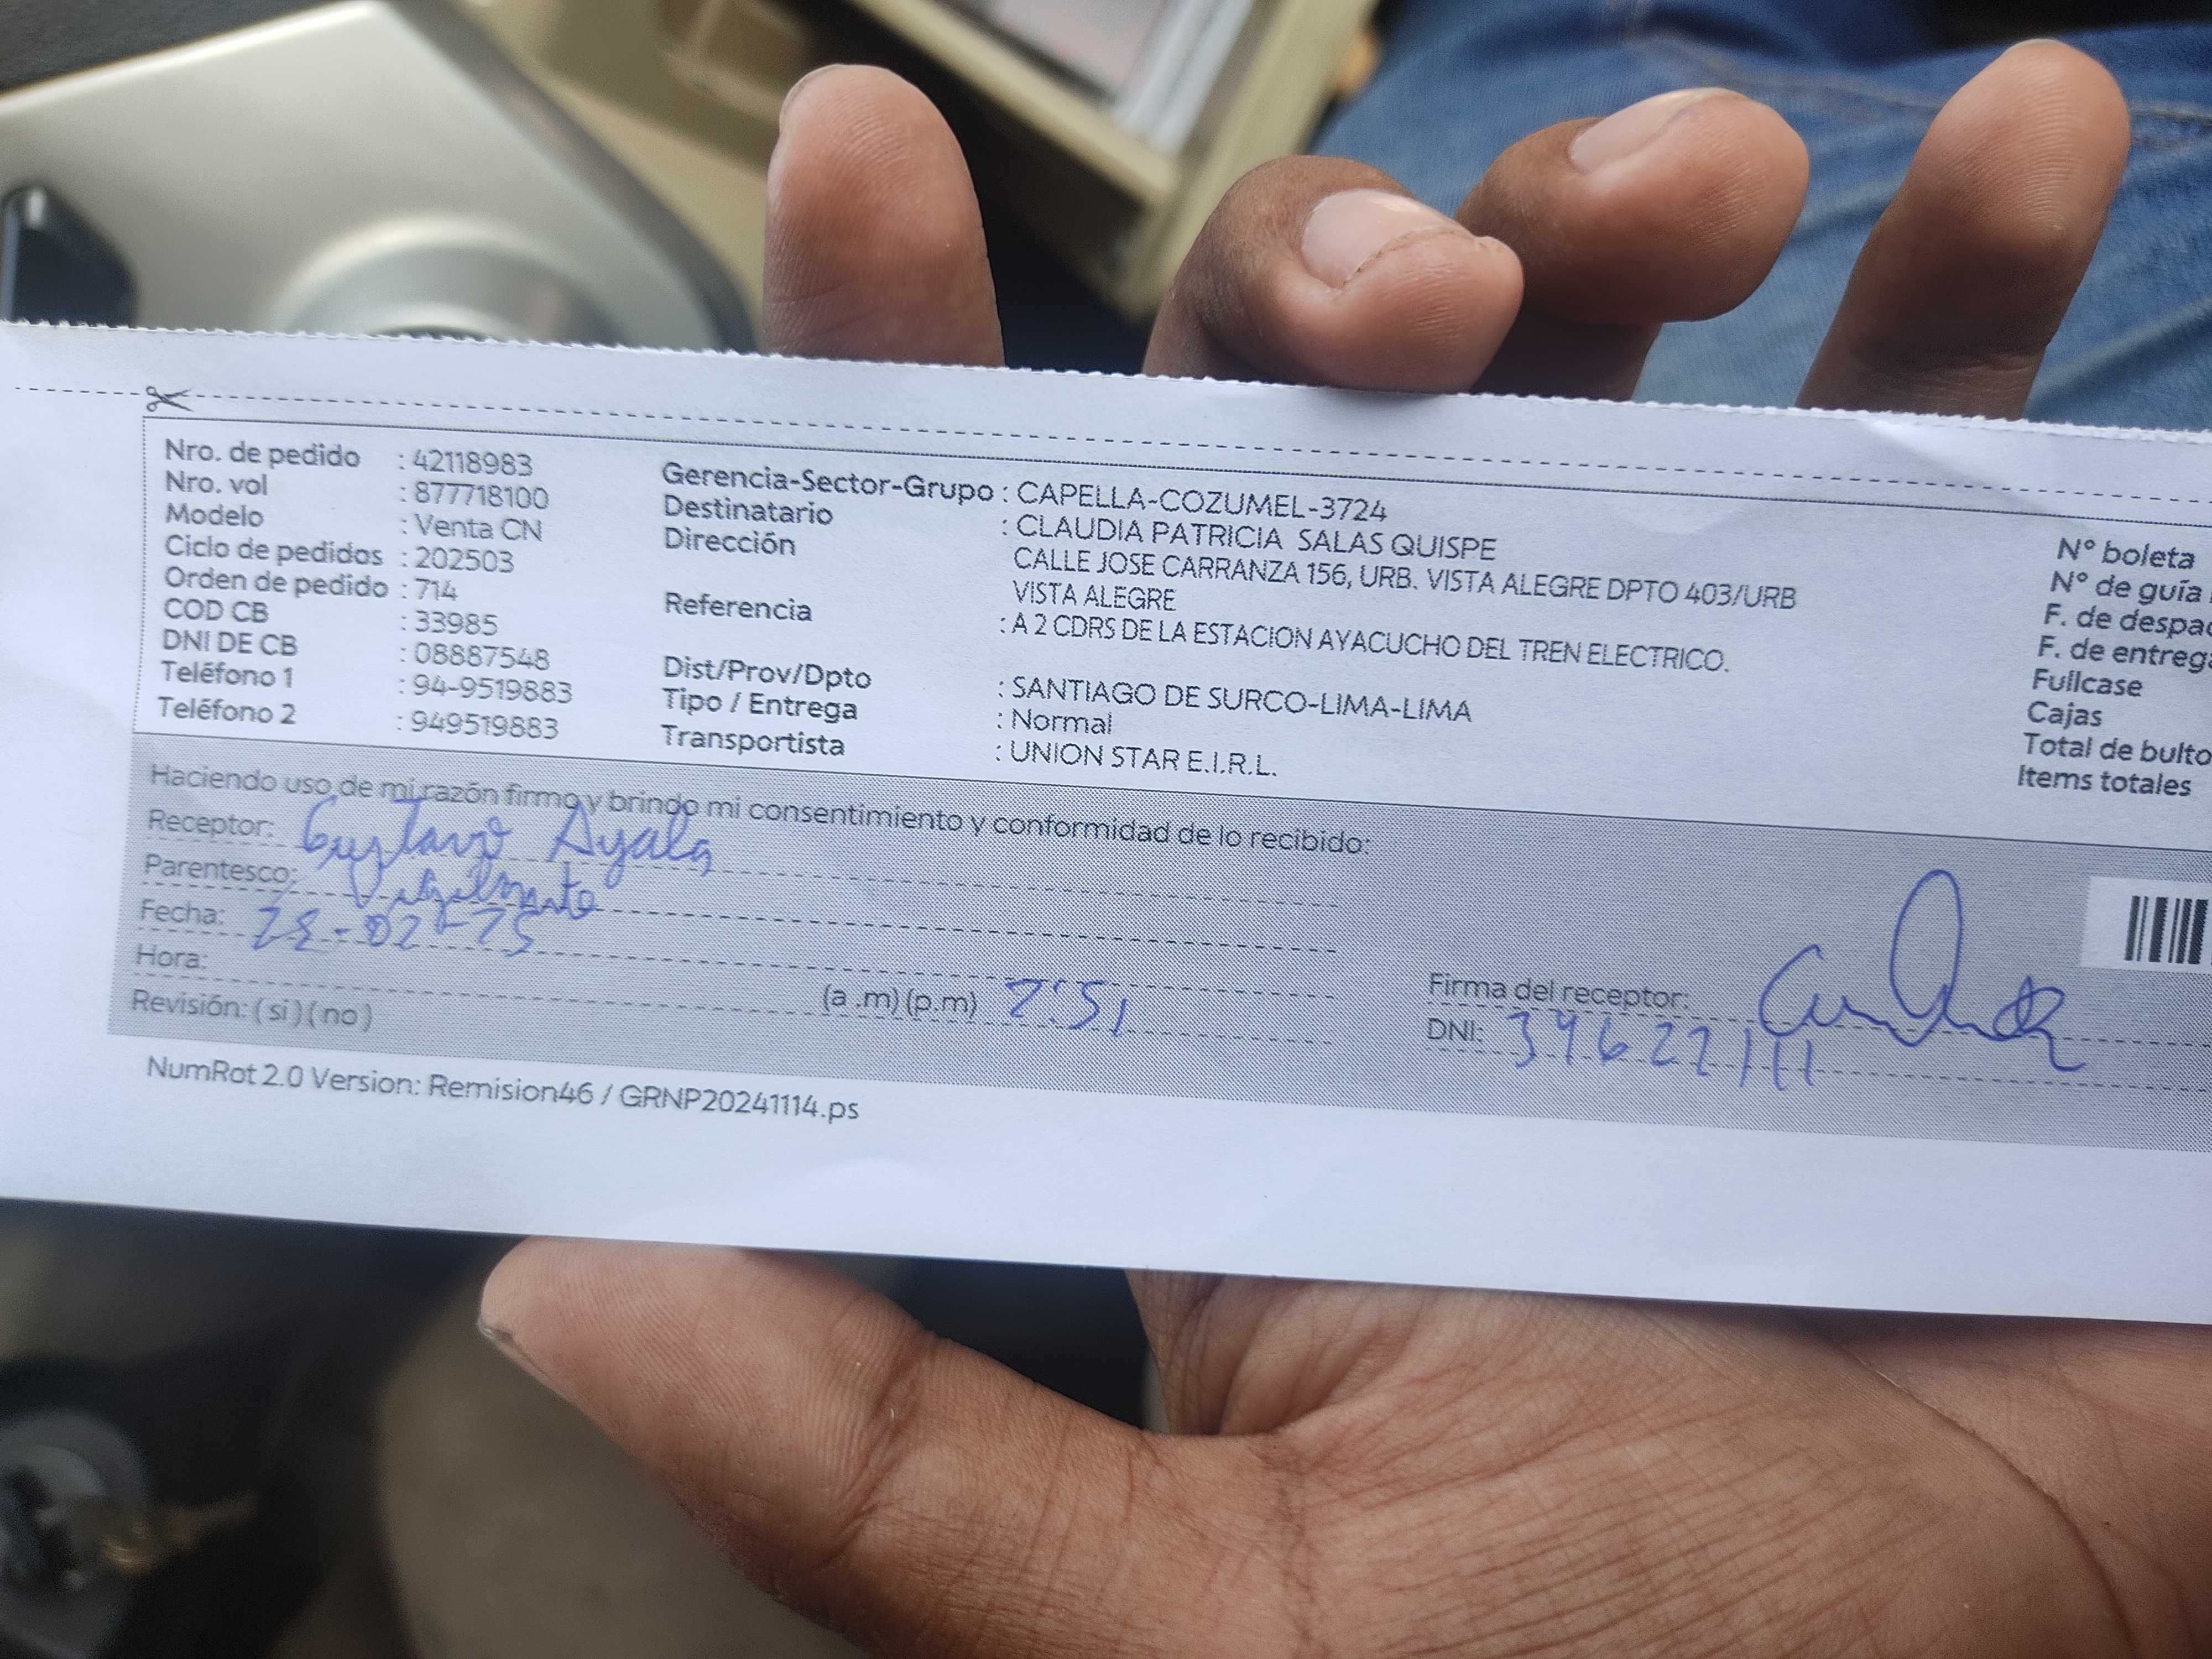 Nro. de pedido : 42118983
Nro. vol : 877718100
Modelo : Venta CN
Ciclo de pedidos : 202503
Orden de pedido : 714
COD CB : 33985
DNI DE CB : 08887548
Teléfono 1 : 94-9519883
Teléfono 2 : 949519883
Gerencia-Sector-Grupo : CAPELLA-COZUMEL-3724
Destinatario : CLAUDIA PATRICIA SALAS QUISPE
Dirección CALLE JOSE CARRANZA 156, URB. VISTA ALEGRE DPTO 403/URB
VISTA ALEGRE
Referencia : A 2 CDRS DE LA ESTACION AYACUCHO DEL TREN ELECTRICO.
Dist/Prov/Dpto : SANTIAGO DE SURCO-LIMA-LIMA
Tipo / Entrega : Normal
Transportista : UNION STAR E.I.R.L.
N° boleta
N° de guía
F. de despac
F. de entrega
Fullcase
Cajas
Total de bulto
Items totales
Haciendo uso de mi razón firmo y brindo mi consentimiento y conformidad de lo recibido:
Receptor: Gustavo Ayala
Parentesco: Vigilante
Fecha: 28-02-25
Hora: (a .m) (p.m) 2:51
Revisión: ( si ) ( no )
Firma del receptor:
DNI:
NumRot 2.0 Version: Remision46 / GRNP20241114.ps